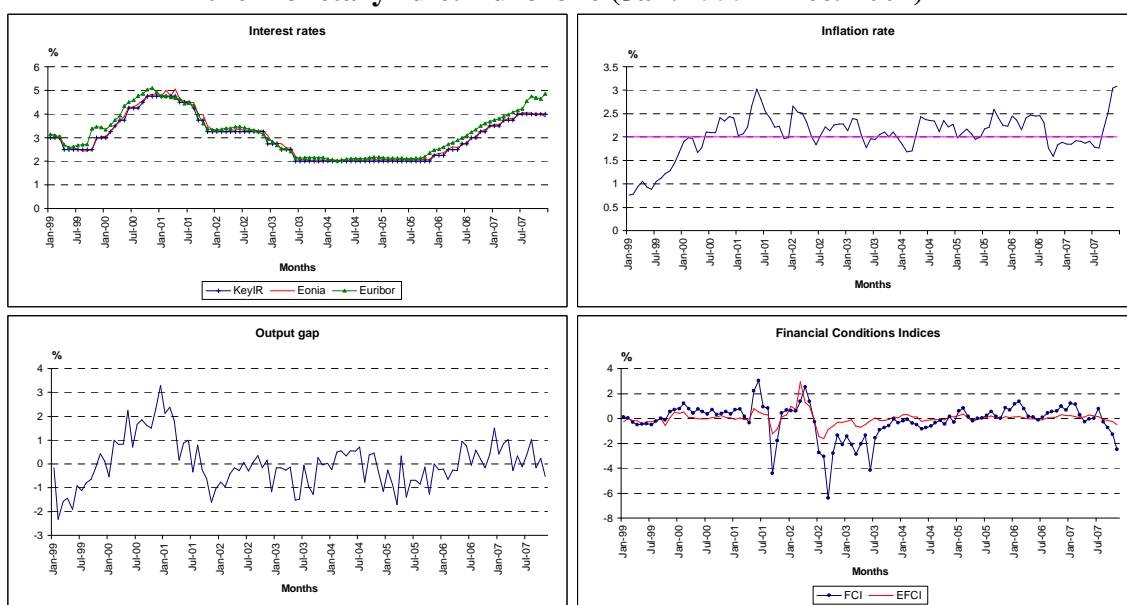 Interest rates
%
6
5
4
3
2
1
0
Jan-99
Jul-99
Jan-00
Jul-00
Jan-01
Jul-01
Jan-02
Jul-02
Jan-03
Jul-03
Jan-04
Jul-04
Jan-05
Jul-05
Jan-06
Jul-06
Jan-07
Jul-07
Months
KeyIR Eonia Euribor
Inflation rate
%
3.5
3
2.5
2
1.5
1
0.5
0
Jan-99
Jul-99
Jan-00
Jul-00
Jan-01
Jul-01
Jan-02
Jul-02
Jan-03
Jul-03
Jan-04
Jul-04
Jan-05
Jul-05
Jan-06
Jul-06
Jan-07
Jul-07
Months
Output gap
%
4
3
2
1
0
-1
-2
-3
Jan-99
Jul-99
Jan-00
Jul-00
Jan-01
Jul-01
Jan-02
Jul-02
Jan-03
Jul-03
Jan-04
Jul-04
Jan-05
Jul-05
Jan-06
Jul-06
Jan-07
Jul-07
Months
Financial Conditions Indices
%
4
2
0
-2
-4
-6
-8
Jan-99
Jul-99
Jan-00
Jul-00
Jan-01
Jul-01
Jan-02
Jul-02
Jan-03
Jul-03
Jan-04
Jul-04
Jan-05
Jul-05
Jan-06
Jul-06
Jan-07
Jul-07
Months
FCI EFCI